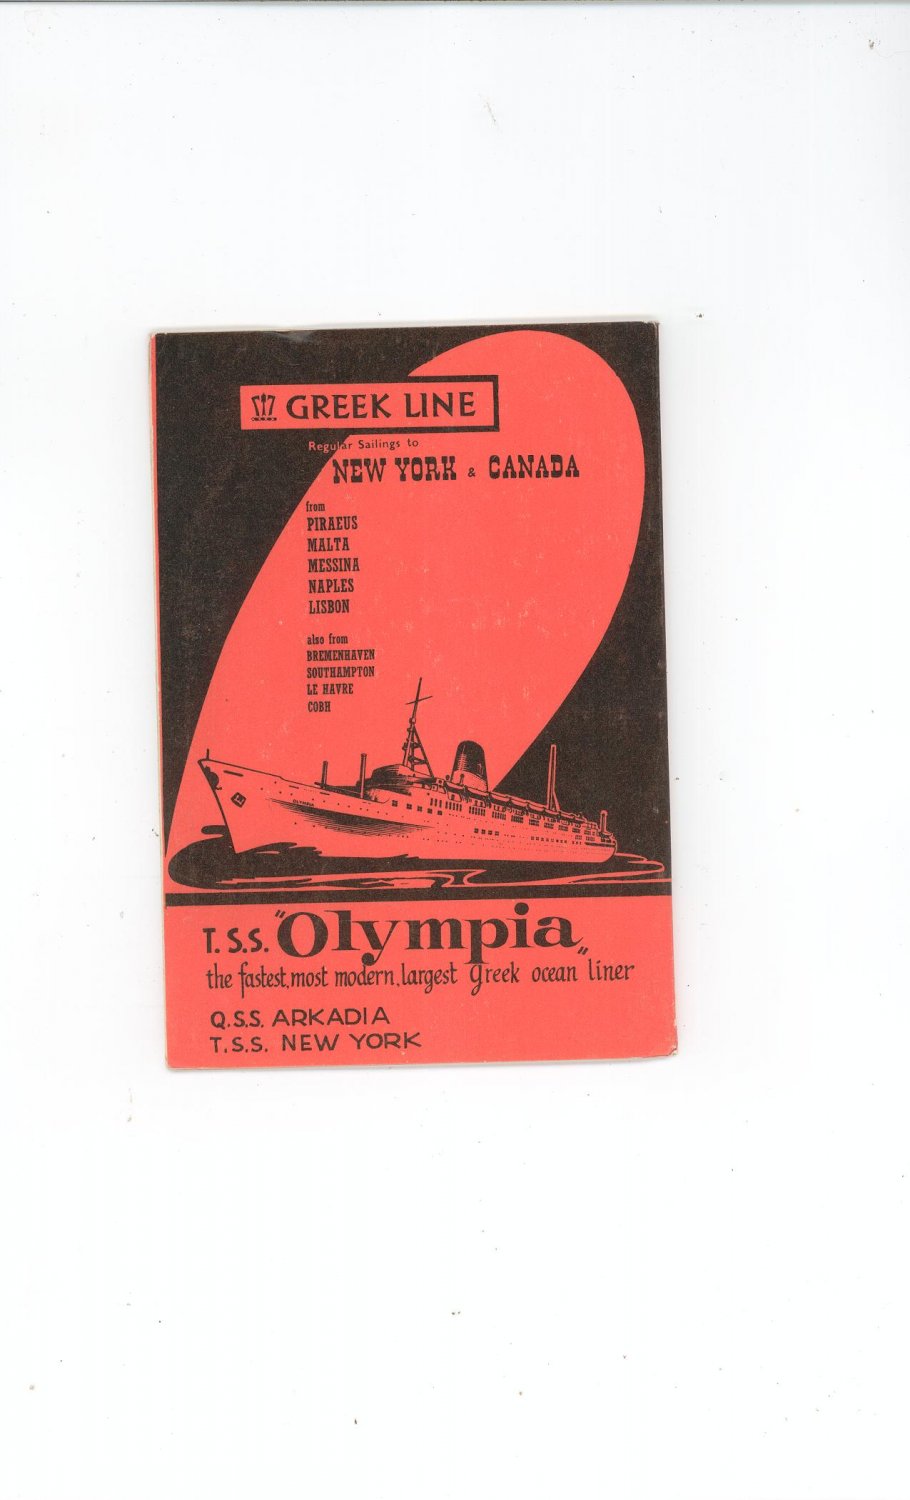 GREEK LINE
Regular Sailings to
NEW YORK & CANADA
from
PIRAEUS
MALTA
MESSINA
NAPLES
LISBON
also from
BREMENHAVEN
SOUTHAMPTON
LE HAVRE
COBH
OLYMPIA
T.S.S. "Olympia„
the fastest, most modern, largest greek ocean liner
Q.S.S. ARKADIA
T.S.S. NEW YORK